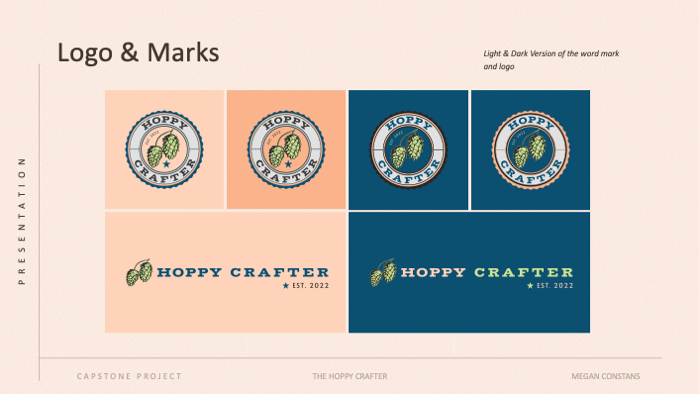 Logo & Marks
Light & Dark Version of the word mark
and logo
PRESENTATION
HOPPY
EST. 2022
CRAFTER
HOPPY
EST. 2022
CRAFTER
HOPPY
EST. 2022
CRAFTER
HOPPY
EST. 2022
CRAFTER
HOPPY CRAFTER
EST. 2022
HOPPY CRAFTER
EST. 2022
CAPSTONE PROJECT
THE HOPPY CRAFTER
MEGAN CONSTANS